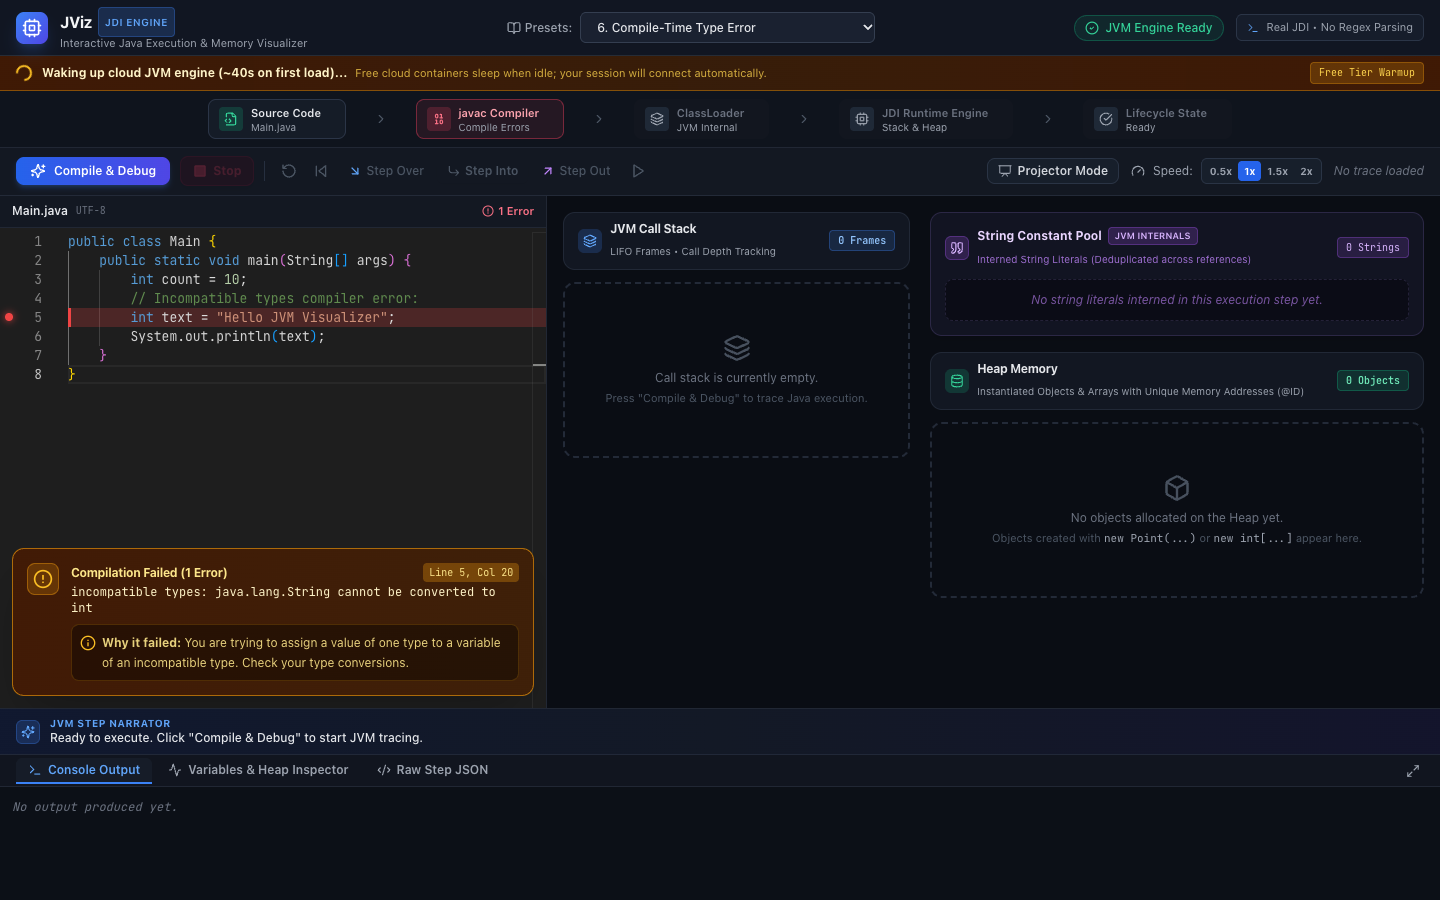 JViz JDI ENGINE
Interactive Java Execution & Memory Visualizer
Presets: 6. Compile-Time Type Error
JVM Engine Ready
Real JDI • No Regex Parsing
Waking up cloud JVM engine (~40s on first load)... Free cloud containers sleep when idle; your session will connect automatically.
Free Tier Warmup
Source Code
Main.java
javac Compiler
Compile Errors
ClassLoader
JVM Internal
JDI Runtime Engine
Stack & Heap
Lifecycle State
Ready
Compile & Debug
Stop
Step Over
Step Into
Step Out
Projector Mode
Speed: 0.5x 1x 1.5x 2x
No trace loaded
Main.java UTF-8
1 Error
1 public class Main {
2     public static void main(String[] args) {
3         int count = 10;
4         // Incompatible types compiler error:
5         int text = "Hello JVM Visualizer";
6         System.out.println(text);
7     }
8 }
Compilation Failed (1 Error)
Line 5, Col 20
incompatible types: java.lang.String cannot be converted to
int
Why it failed: You are trying to assign a value of one type to a variable
of an incompatible type. Check your type conversions.
JVM Call Stack
LIFO Frames • Call Depth Tracking
0 Frames
Call stack is currently empty.
Press "Compile & Debug" to trace Java execution.
String Constant Pool JVM INTERNALS
Interned String Literals (Deduplicated across references)
0 Strings
No string literals interned in this execution step yet.
Heap Memory
Instantiated Objects & Arrays with Unique Memory Addresses (@ID)
0 Objects
No objects allocated on the Heap yet.
Objects created with new Point(...) or new int[...] appear here.
JVM STEP NARRATOR
Ready to execute. Click "Compile & Debug" to start JVM tracing.
Console Output
Variables & Heap Inspector
Raw Step JSON
No output produced yet.